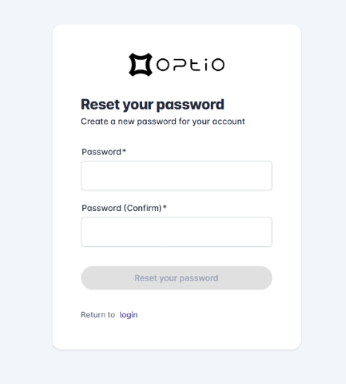 OPTIO
Reset your password
Create a new password for your account
Password*
Password (Confirm)*
Reset your password
Return to login